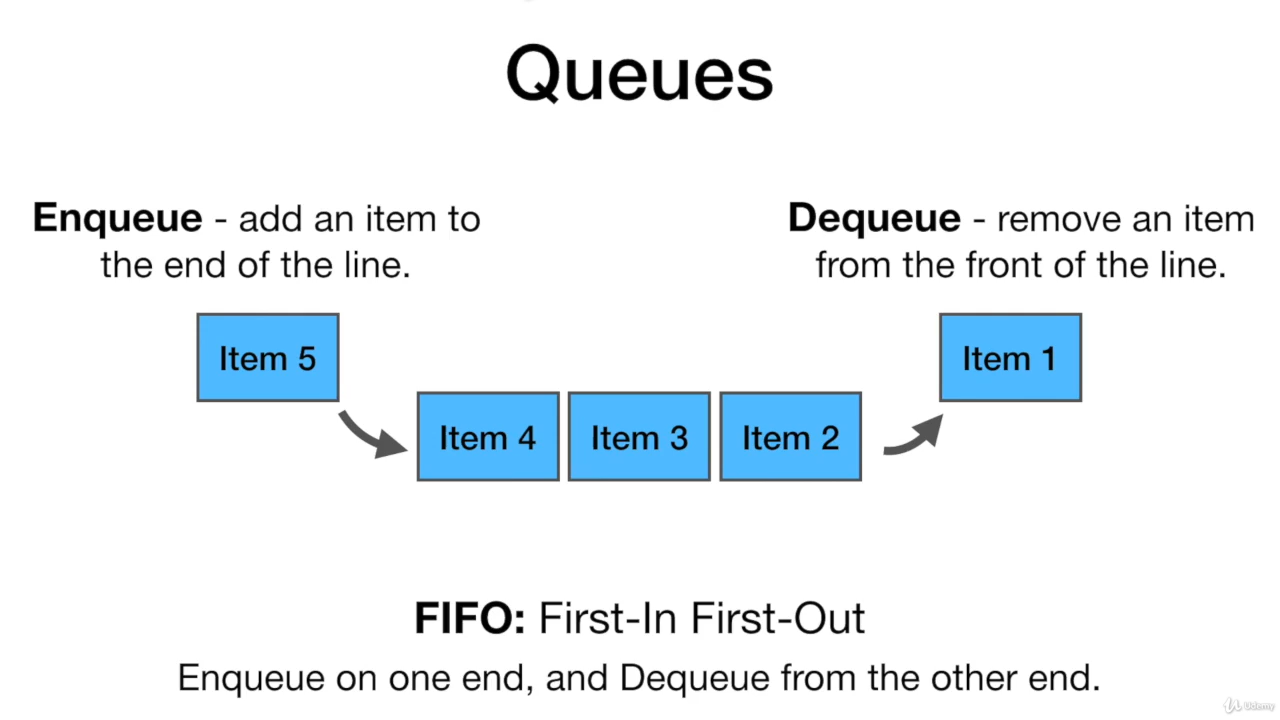 Queues
Enqueue - add an item to
the end of the line.
Dequeue - remove an item
from the front of the line.
Item 5
Item 1
Item 4
Item 3
Item 2
FIFO: First-In First-Out
Enqueue on one end, and Dequeue from the other end.
Udemy